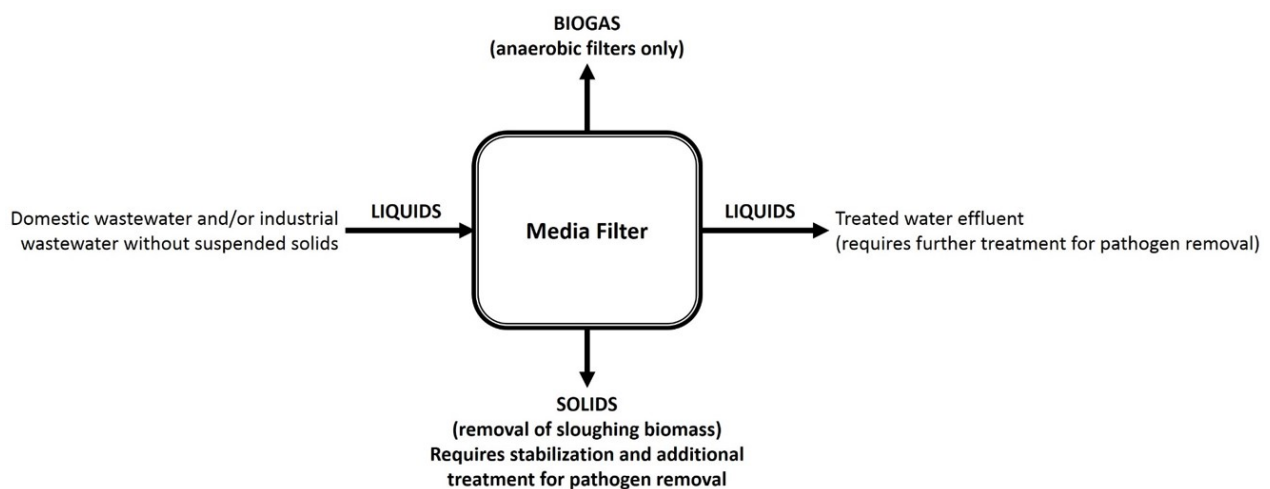 BIOGAS
(anaerobic filters only)
Domestic wastewater and/or industrial
wastewater without suspended solids
LIQUIDS
Media Filter
LIQUIDS
Treated water effluent
(requires further treatment for pathogen removal)
SOLIDS
(removal of sloughing biomass)
Requires stabilization and additional
treatment for pathogen removal